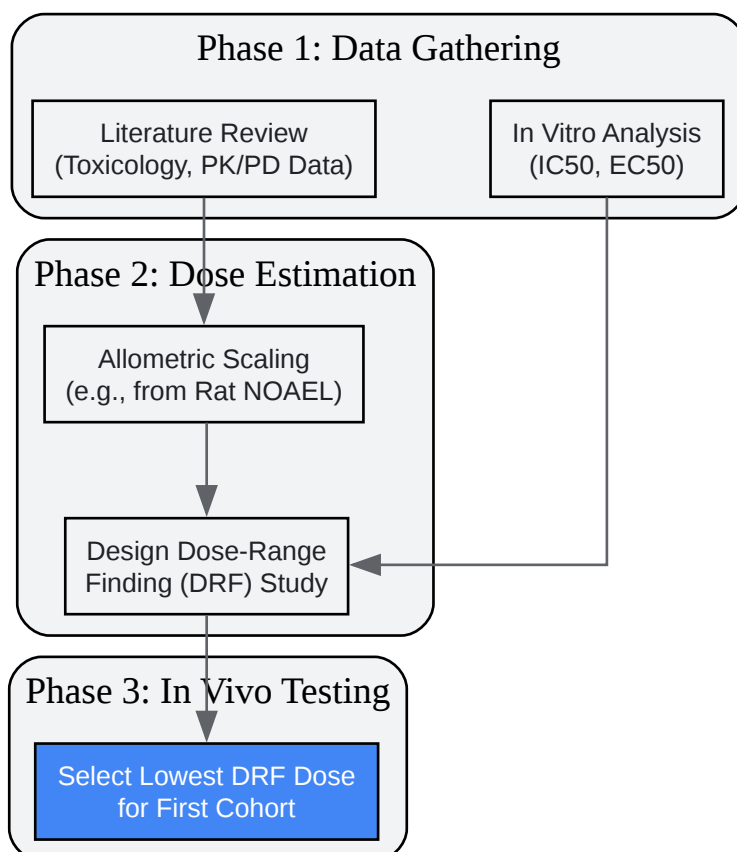 Phase 1: Data Gathering
Literature Review
(Toxicology, PK/PD Data)
In Vitro Analysis
(IC50, EC50)
Phase 2: Dose Estimation
Allometric Scaling
(e.g., from Rat NOAEL)
Design Dose-Range
Finding (DRF) Study
Phase 3: In Vivo Testing
Select Lowest DRF Dose
for First Cohort